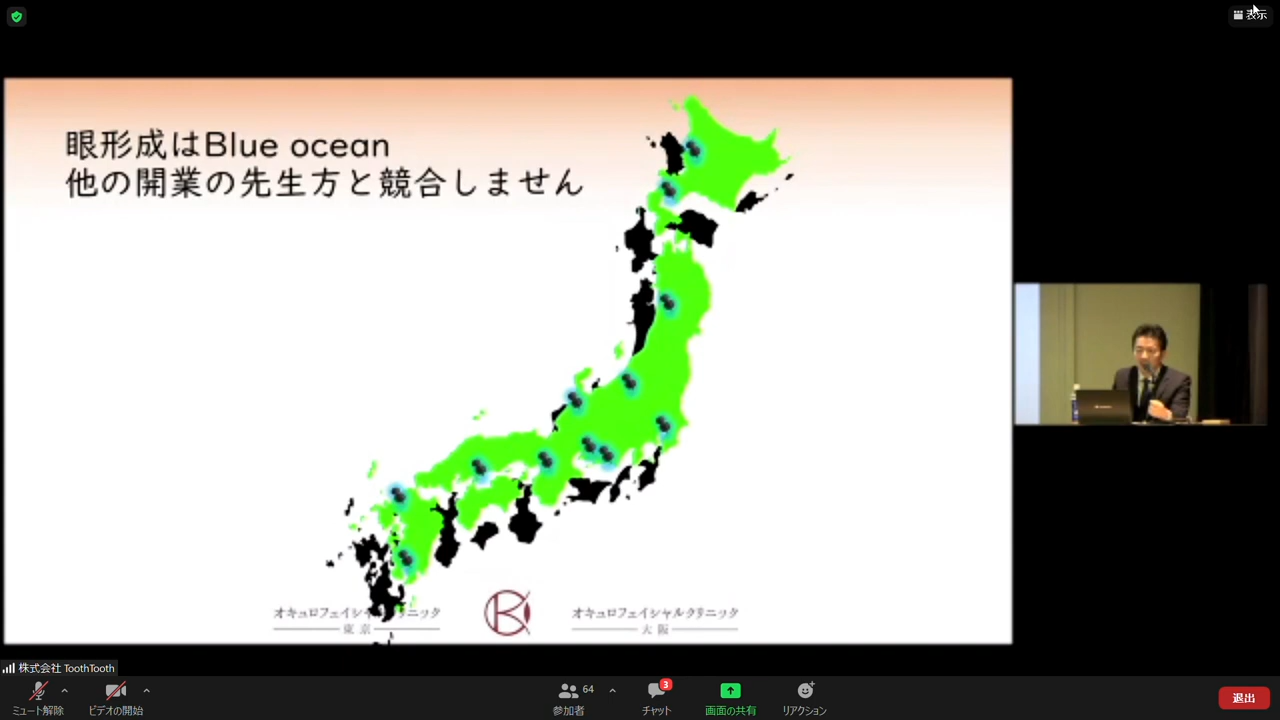 表示
眼形成はBlue ocean
他の開業の先生方と競合しません
オキュロフェイシャルクリニック
東京
オキュロフェイシャルクリニック
大阪
株式会社 ToothTooth
ミュート解除
ビデオの開始
64
参加者
3
チャット
画面の共有
リアクション
退出